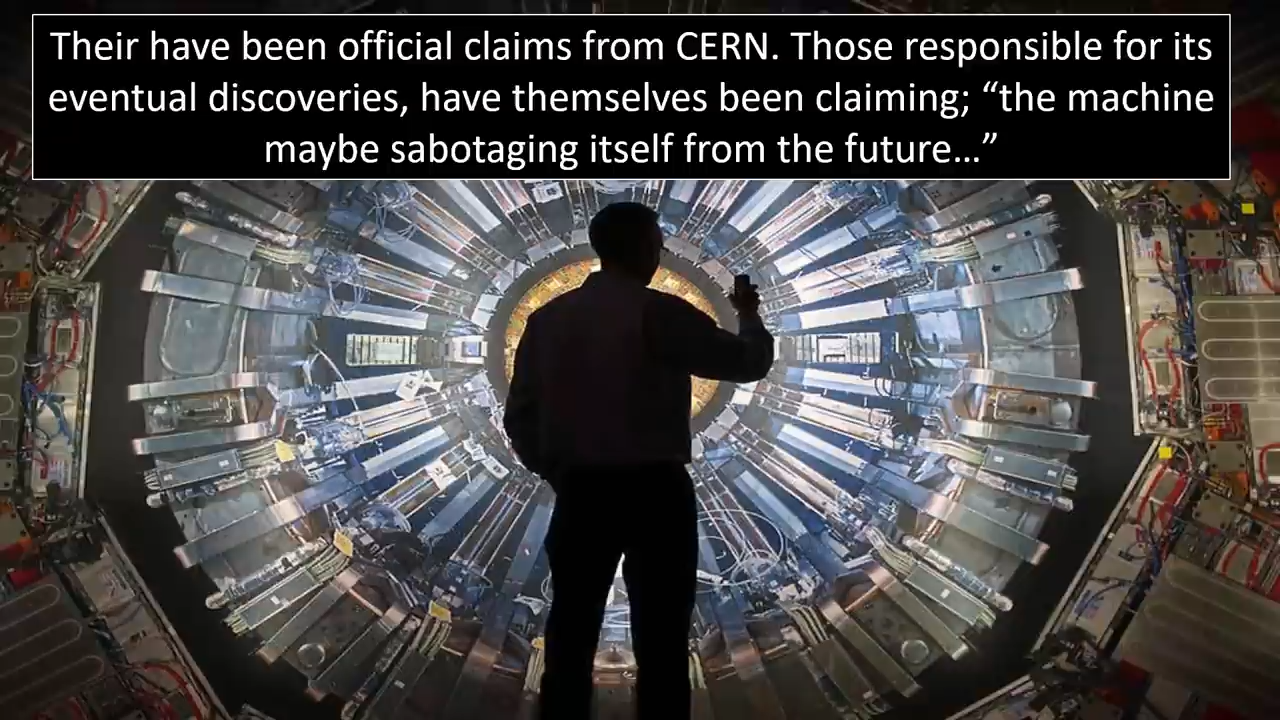 Their have been official claims from CERN. Those responsible for its
eventual discoveries, have themselves been claiming; “the machine
maybe sabotaging itself from the future…”